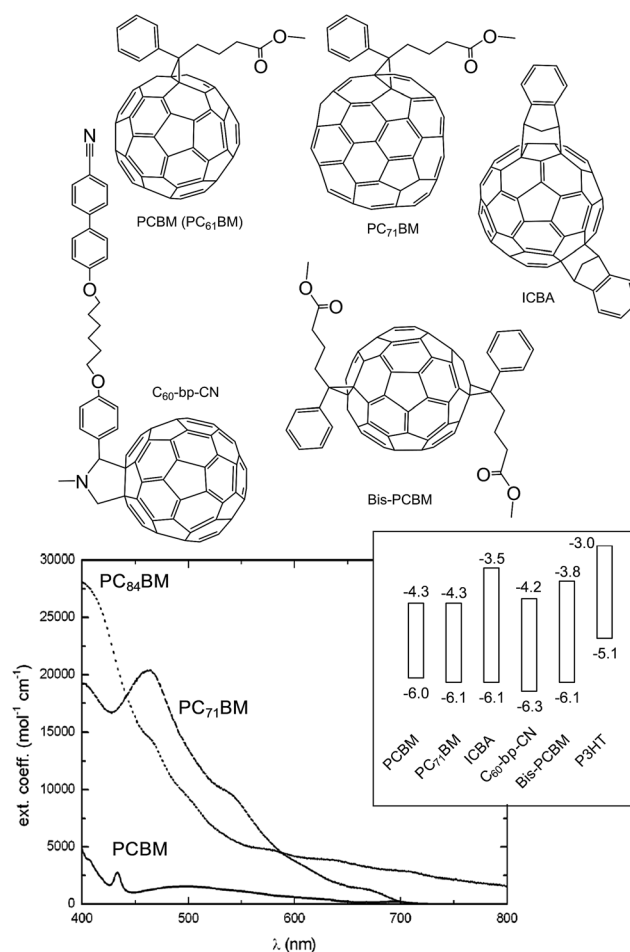 O
O
O
O
N
PCBM (PC₆₁BM)
PC₇₁BM
ICBA
O
O
O
C₆₀-bp-CN
N
O
O
Bis-PCBM
30000
25000
20000
15000
10000
5000
0
ext. coeff. (mol⁻¹ cm⁻¹)
PC₈₄BM
PC₇₁BM
PCBM
400 500 600 700 800
λ (nm)
-4.3 -4.3 -3.5 -4.2 -3.8 -3.0
-6.0 -6.1 -6.1 -6.3 -6.1 -5.1
PCBM
PC₇₁BM
ICBA
C₆₀-bp-CN
Bis-PCBM
P3HT